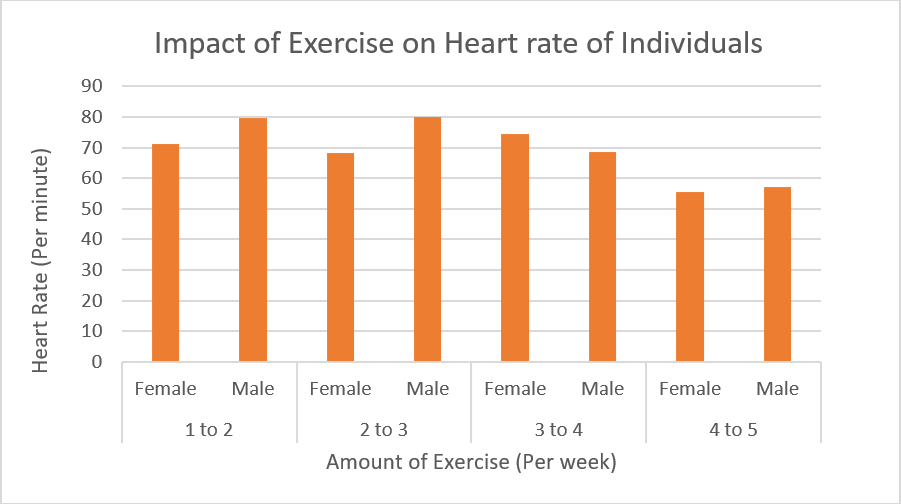 Impact of Exercise on Heart rate of Individuals
Heart Rate (Per minute)
90
80
70
60
50
40
30
20
10
0
Female Male Female Male Female Male Female Male
1 to 2 2 to 3 3 to 4 4 to 5
Amount of Exercise (Per week)